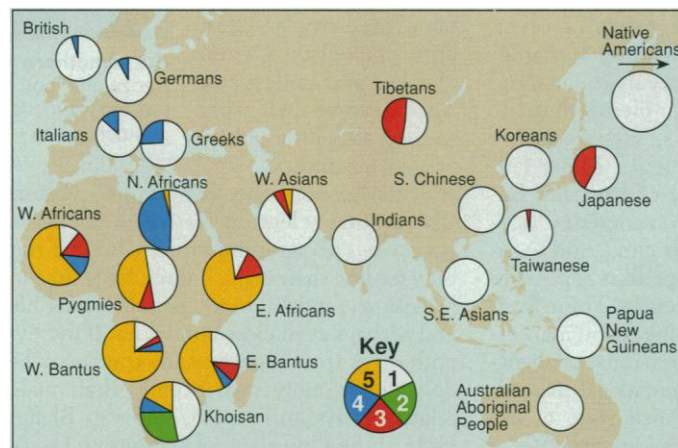 British
Native
Americans
Germans
Tibetans
Italians
Greeks
Koreans
N. Africans
W. Asians
S. Chinese
Japanese
W. Africans
Indians
Taiwanese
Pygmies
E. Africans
S.E. Asians
Papua
New
Guineans
W. Bantus
E. Bantus
Key
5
1
4
2
3
Khoisan
Australian
Aboriginal
People